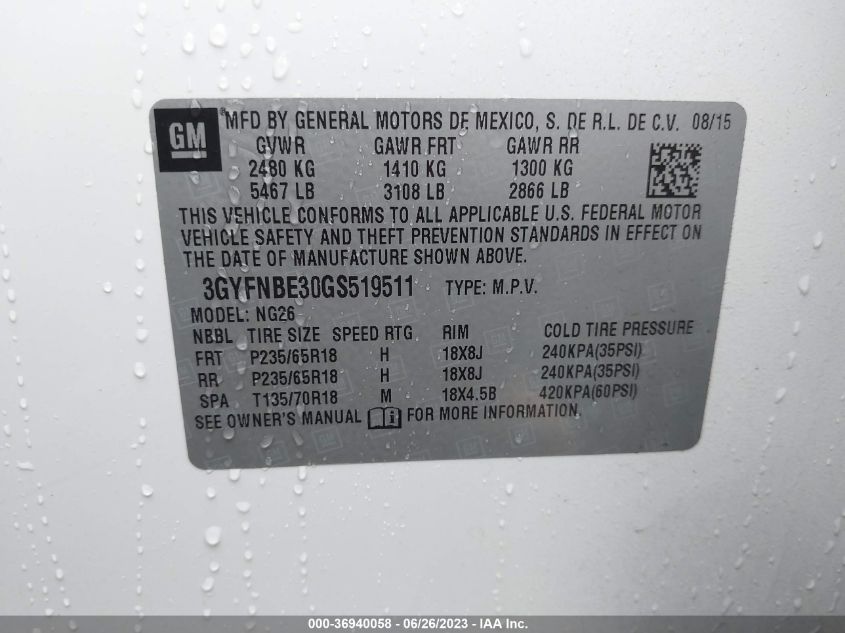 GM ® MFD BY GENERAL MOTORS DE MEXICO, S. DE R.L. DE C.V. 08/15
GVWR GAWR FRT GAWR RR
2480 KG 1410 KG 1300 KG
5467 LB 3108 LB 2866 LB
THIS VEHICLE CONFORMS TO ALL APPLICABLE U.S. FEDERAL MOTOR
VEHICLE SAFETY AND THEFT PREVENTION STANDARDS IN EFFECT ON
THE DATE OF MANUFACTURE SHOWN ABOVE.
3GYFNBE30GS519511 TYPE: M.P.V.
MODEL: NG26
NBBL TIRE SIZE SPEED RTG RIM COLD TIRE PRESSURE
FRT P235/65R18 H 18X8J 240KPA(35PSI)
RR P235/65R18 H 18X8J 240KPA(35PSI)
SPA T135/70R18 M 18X4.5B 420KPA(60PSI)
SEE OWNER'S MANUAL FOR MORE INFORMATION.
000-36940058 - 06/26/2023 - IAA Inc.